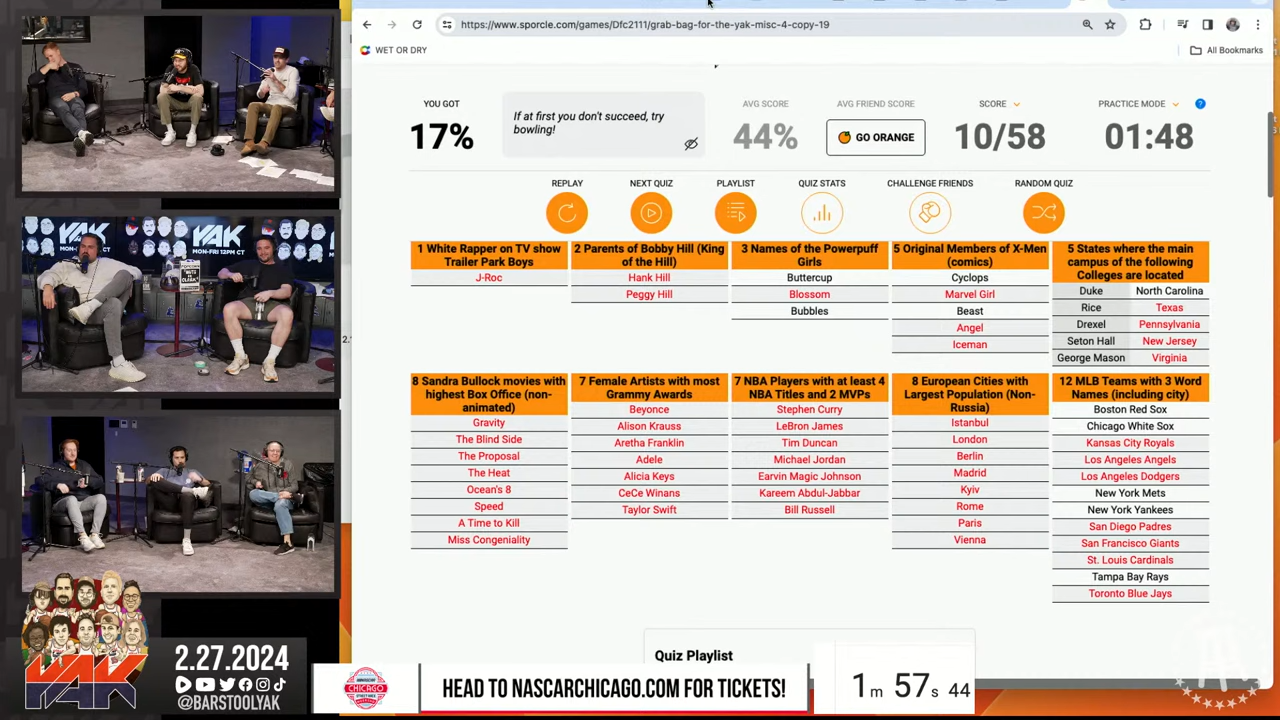 https://www.sporcle.com/games/Dfc2111/grab-bag-for-the-yak-misc-4-copy-19
WET OR DRY
All Bookmarks
YOU GOT
17%
If at first you don't succeed, try
bowling!
AVG SCORE
44%
AVG FRIEND SCORE
GO ORANGE
SCORE
10/58
PRACTICE MODE
?
01:48
REPLAY
NEXT QUIZ
PLAYLIST
QUIZ STATS
CHALLENGE FRIENDS
RANDOM QUIZ
1 White Rapper on TV show
Trailer Park Boys
J-Roc
2 Parents of Bobby Hill (King
of the Hill)
Hank Hill
Peggy Hill
3 Names of the Powerpuff
Girls
Buttercup
Blossom
Bubbles
5 Original Members of X-Men
(comics)
Cyclops
Marvel Girl
Beast
Angel
Iceman
5 States where the main
campus of the following
Colleges are located
Duke North Carolina
Rice Texas
Drexel Pennsylvania
Seton Hall New Jersey
George Mason Virginia
8 Sandra Bullock movies with
highest Box Office (non-
animated)
Gravity
The Blind Side
The Proposal
The Heat
Ocean's 8
Speed
A Time to Kill
Miss Congeniality
7 Female Artists with most
Grammy Awards
Beyonce
Alison Krauss
Aretha Franklin
Adele
Alicia Keys
CeCe Winans
Taylor Swift
7 NBA Players with at least 4
NBA Titles and 2 MVPs
Stephen Curry
LeBron James
Tim Duncan
Michael Jordan
Earvin Magic Johnson
Kareem Abdul-Jabbar
Bill Russell
8 European Cities with
Largest Population (Non-
Russia)
Istanbul
London
Berlin
Madrid
Kyiv
Rome
Paris
Vienna
12 MLB Teams with 3 Word
Names (including city)
Boston Red Sox
Chicago White Sox
Kansas City Royals
Los Angeles Angels
Los Angeles Dodgers
New York Mets
New York Yankees
San Diego Padres
San Francisco Giants
St. Louis Cardinals
Tampa Bay Rays
Toronto Blue Jays
Quiz Playlist
YAK
MON-FRI 12PM CT
YAK
2.27.2024
@BARSTOOLYAK
CHICAGO
HEAD TO NASCARCHICAGO.COM FOR TICKETS!
1m 57s 44